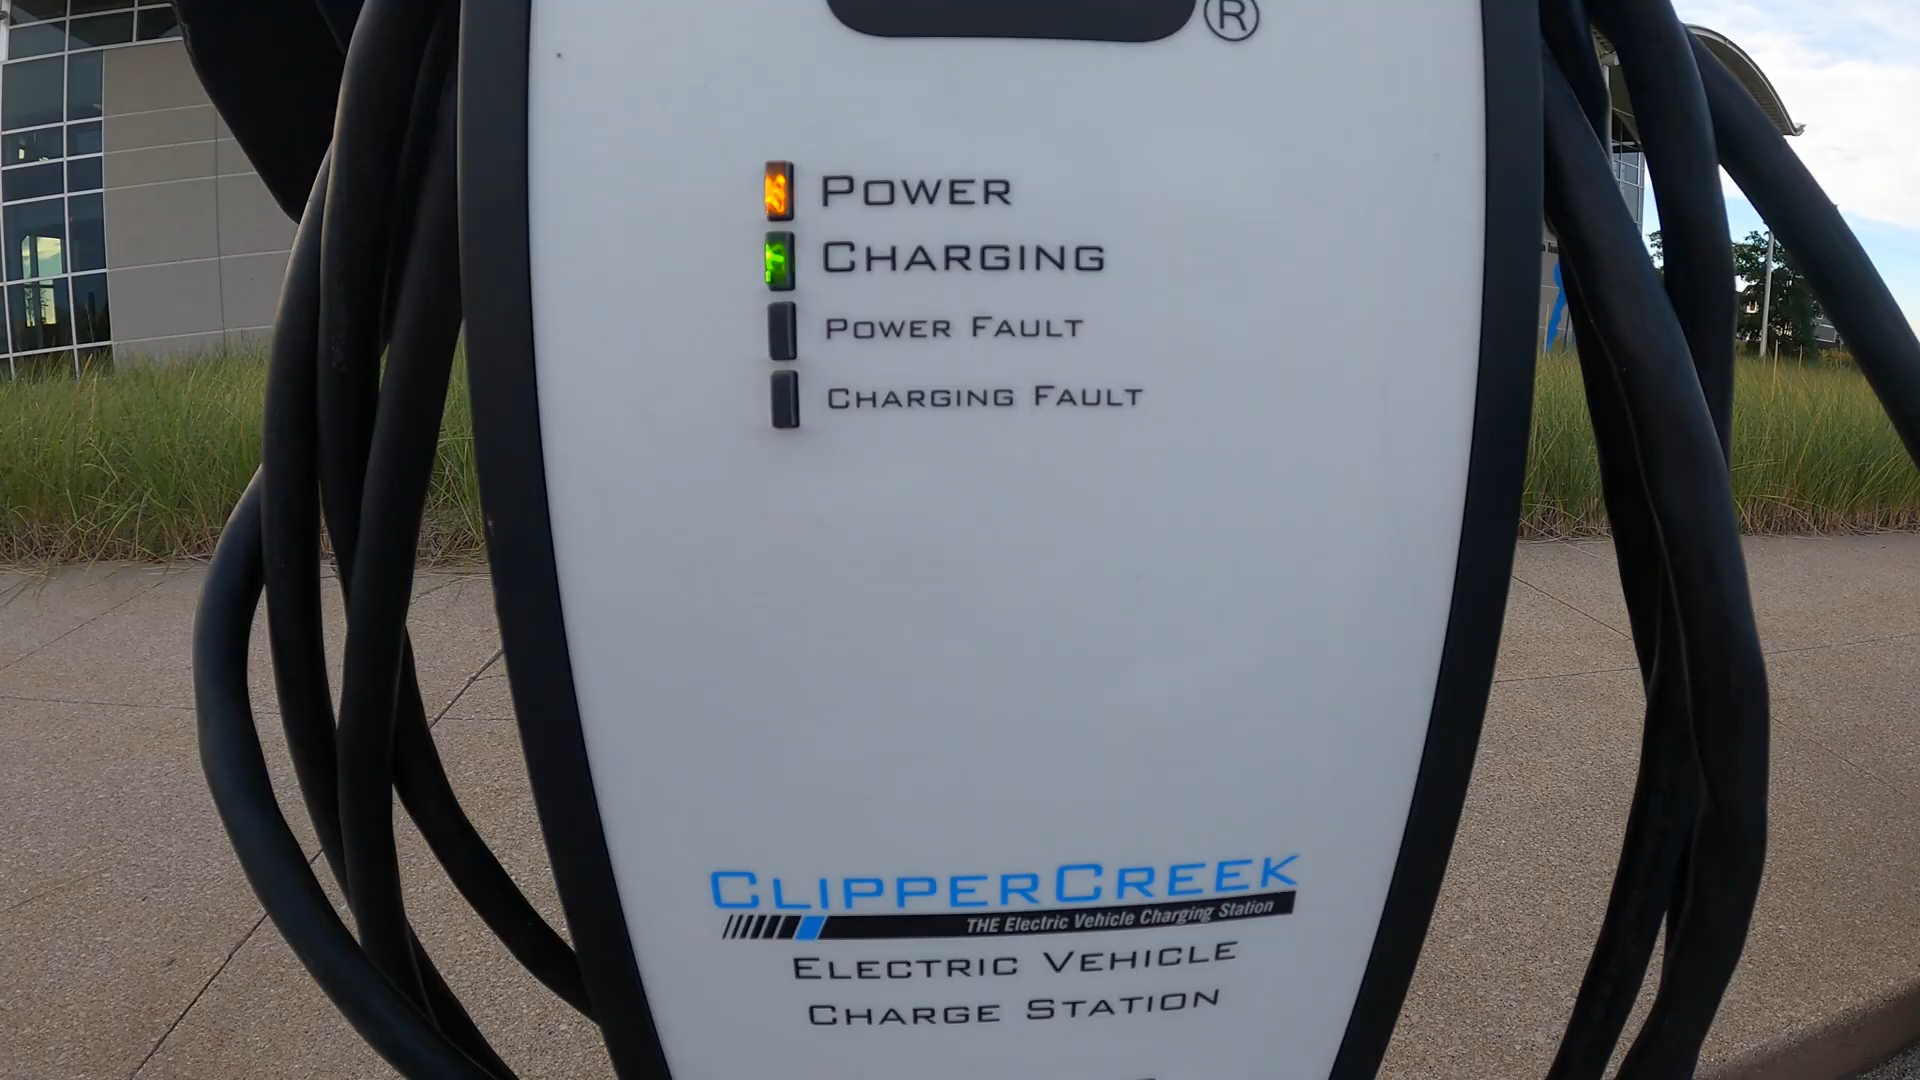 ®
POWER
CHARGING
POWER FAULT
CHARGING FAULT
CLIPPERCREEK
THE Electric Vehicle Charging Station
ELECTRIC VEHICLE
CHARGE STATION